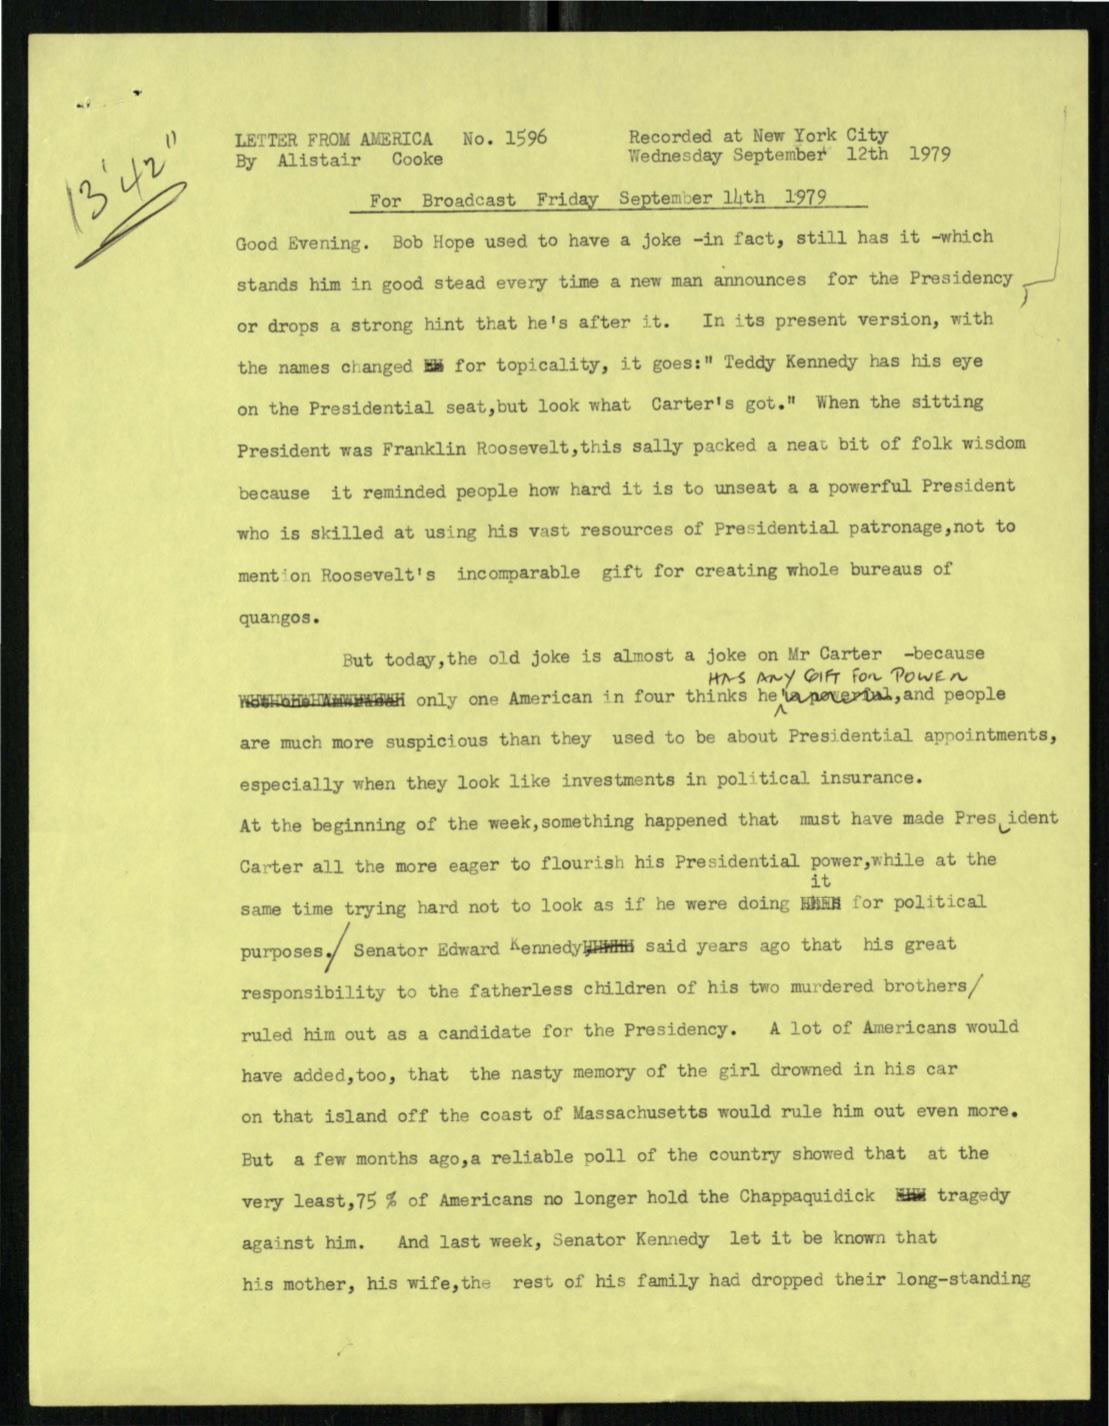 13'42"
LETTER FROM AMERICA No. 1596 Recorded at New York City
By Alistair Cooke Wednesday September 12th 1979
For Broadcast Friday September 14th 1979
Good Evening. Bob Hope used to have a joke -in fact, still has it -which
stands him in good stead every time a new man announces for the Presidency
or drops a strong hint that he's after it. In its present version, with
the names changed for topicality, it goes:" Teddy Kennedy has his eye
on the Presidential seat,but look what Carter's got." When the sitting
President was Franklin Roosevelt,this sally packed a neat bit of folk wisdom
because it reminded people how hard it is to unseat a a powerful President
who is skilled at using his vast resources of Presidential patronage,not to
mention Roosevelt's incomparable gift for creating whole bureaus of
quangos.
But today,the old joke is almost a joke on Mr Carter -because
HAS ANY GIFT FOR POWER
only one American in four thinks he is powerful,and people
are much more suspicious than they used to be about Presidential appointments,
especially when they look like investments in political insurance.
At the beginning of the week,something happened that must have made President
Carter all the more eager to flourish his Presidential power,while at the
it
same time trying hard not to look as if he were doing for political
purposes./ Senator Edward Kennedy said years ago that his great
responsibility to the fatherless children of his two murdered brothers/
ruled him out as a candidate for the Presidency. A lot of Americans would
have added,too, that the nasty memory of the girl drowned in his car
on that island off the coast of Massachusetts would rule him out even more.
But a few months ago,a reliable poll of the country showed that at the
very least,75 % of Americans no longer hold the Chappaquidick tragedy
against him. And last week, Senator Kennedy let it be known that
his mother, his wife,the rest of his family had dropped their long-standing